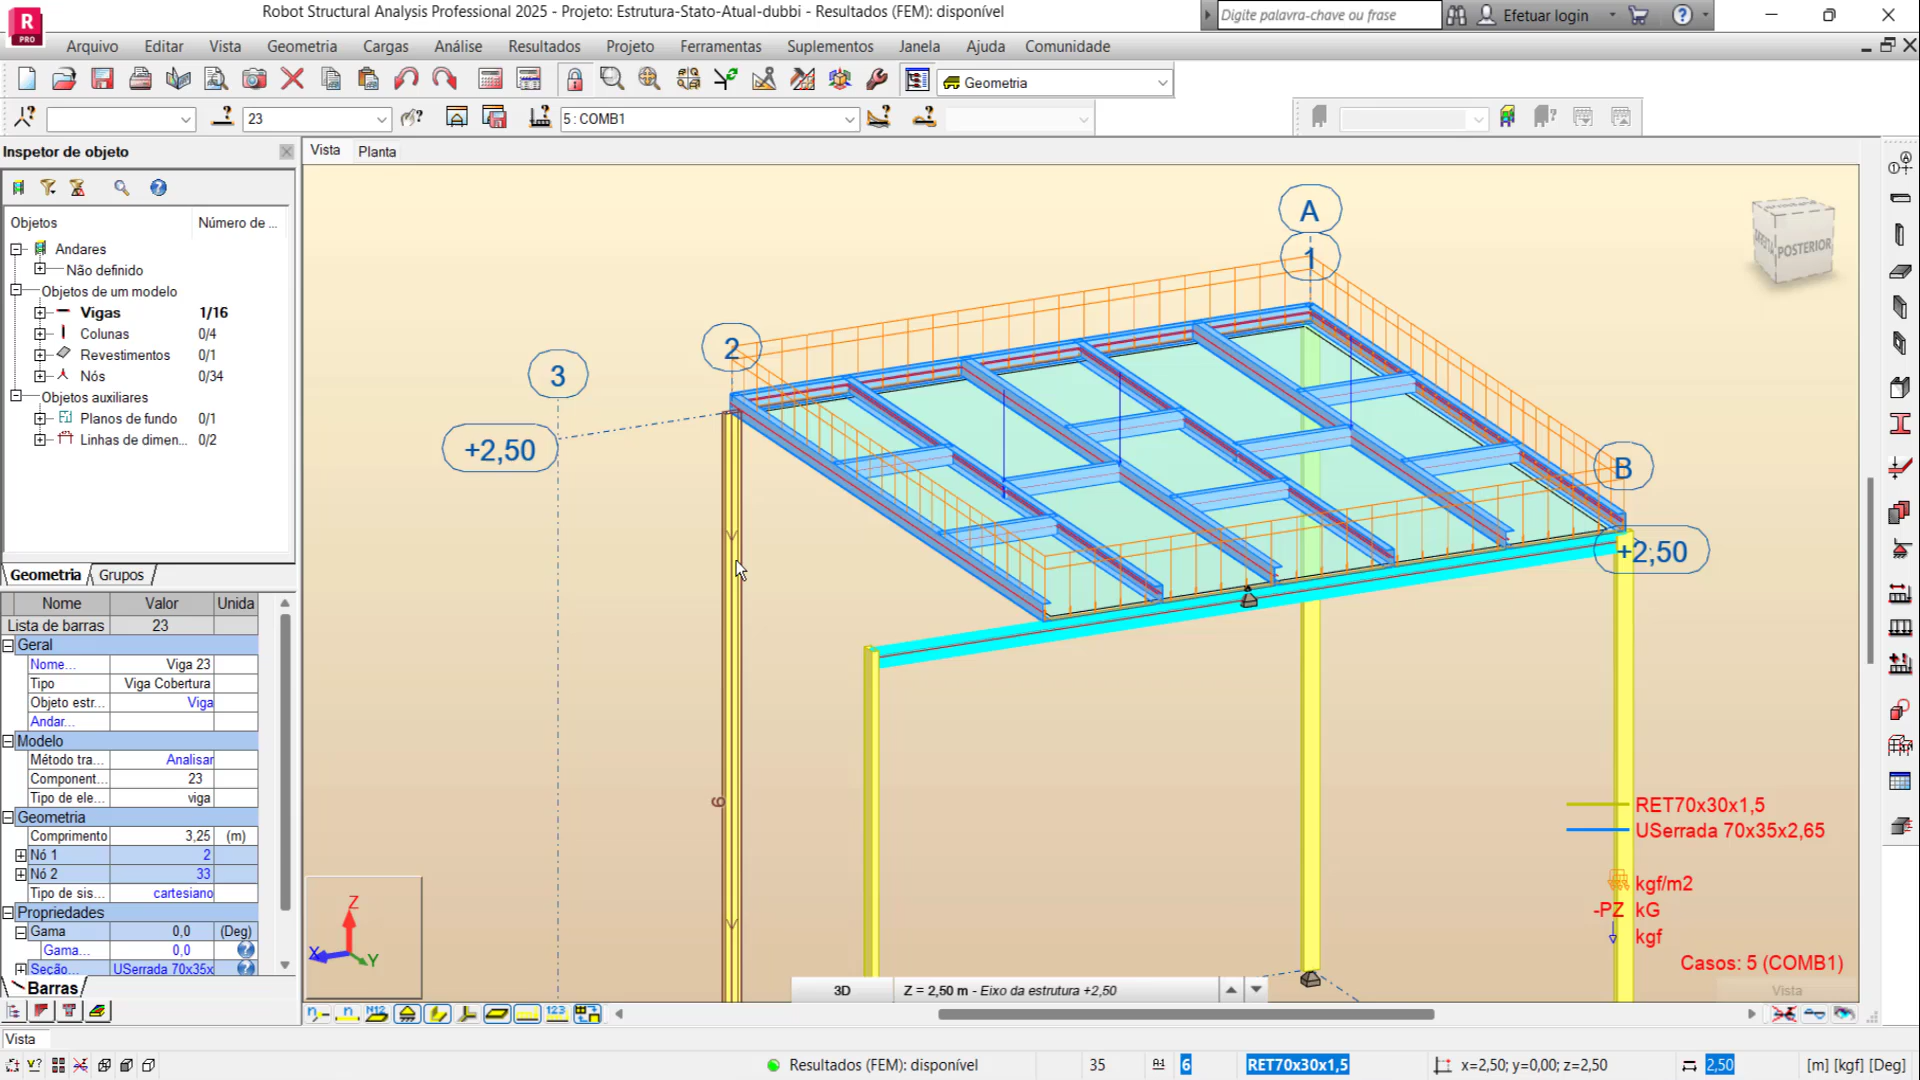 R
PRO
Robot Structural Analysis Professional 2025 - Projeto: Estrutura-Stato-Atual-dubbi - Resultados (FEM): disponível
Digite palavra-chave ou frase
Efetuar login
Arquivo Editar Vista Geometria Cargas Análise Resultados Projeto Ferramentas Suplementos Janela Ajuda Comunidade
Geometria
23
5 : COMB1
Inspetor de objeto
Objetos Número de ...
Andares
Não definido
Objetos de um modelo
Vigas 1/16
Colunas 0/4
Revestimentos 0/1
Nós 0/34
Objetos auxiliares
Planos de fundo 0/1
Linhas de dimen... 0/2
Geometria Grupos
Nome Valor Unida
Lista de barras 23
Geral
Nome... Viga 23
Tipo Viga Cobertura
Objeto estr... Viga
Andar...
Modelo
Método tra... Analisar
Component... 23
Tipo de ele... viga
Geometria
Comprimento 3,25 (m)
Nó 1 2
Nó 2 33
Tipo de sis... cartesiano
Propriedades
Gama 0,0 (Deg)
Gama... 0,0
Seção... USerrada 70x35x
Barras
Vista
Vista Planta
A
1
2
3
+2,50
B
+2,50
6
POSTERIOR
RET70x30x1,5
USerrada 70x35x2,65
kgf/m2
-PZ kG
kgf
Casos: 5 (COMB1)
Vista
Z
X
Y
3D Z = 2,50 m - Eixo da estrutura +2,50
Resultados (FEM): disponível 35 6 RET70x30x1,5 x=2,50; y=0,00; z=2,50 2,50 [m] [kgf] [Deg]